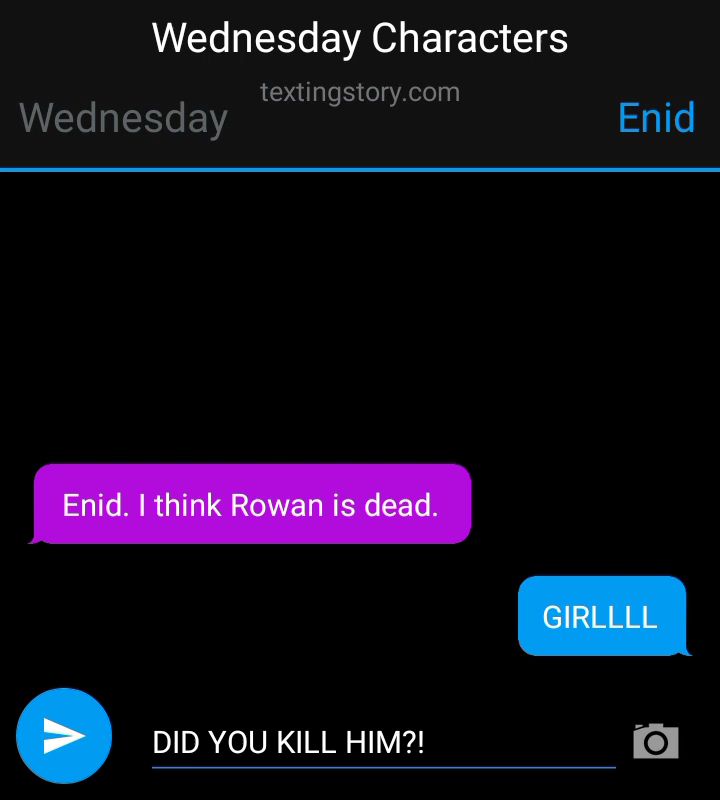 Wednesday Characters
textingstory.com
Wednesday
Enid
Enid. I think Rowan is dead.
GIRLLLL
DID YOU KILL HIM?!